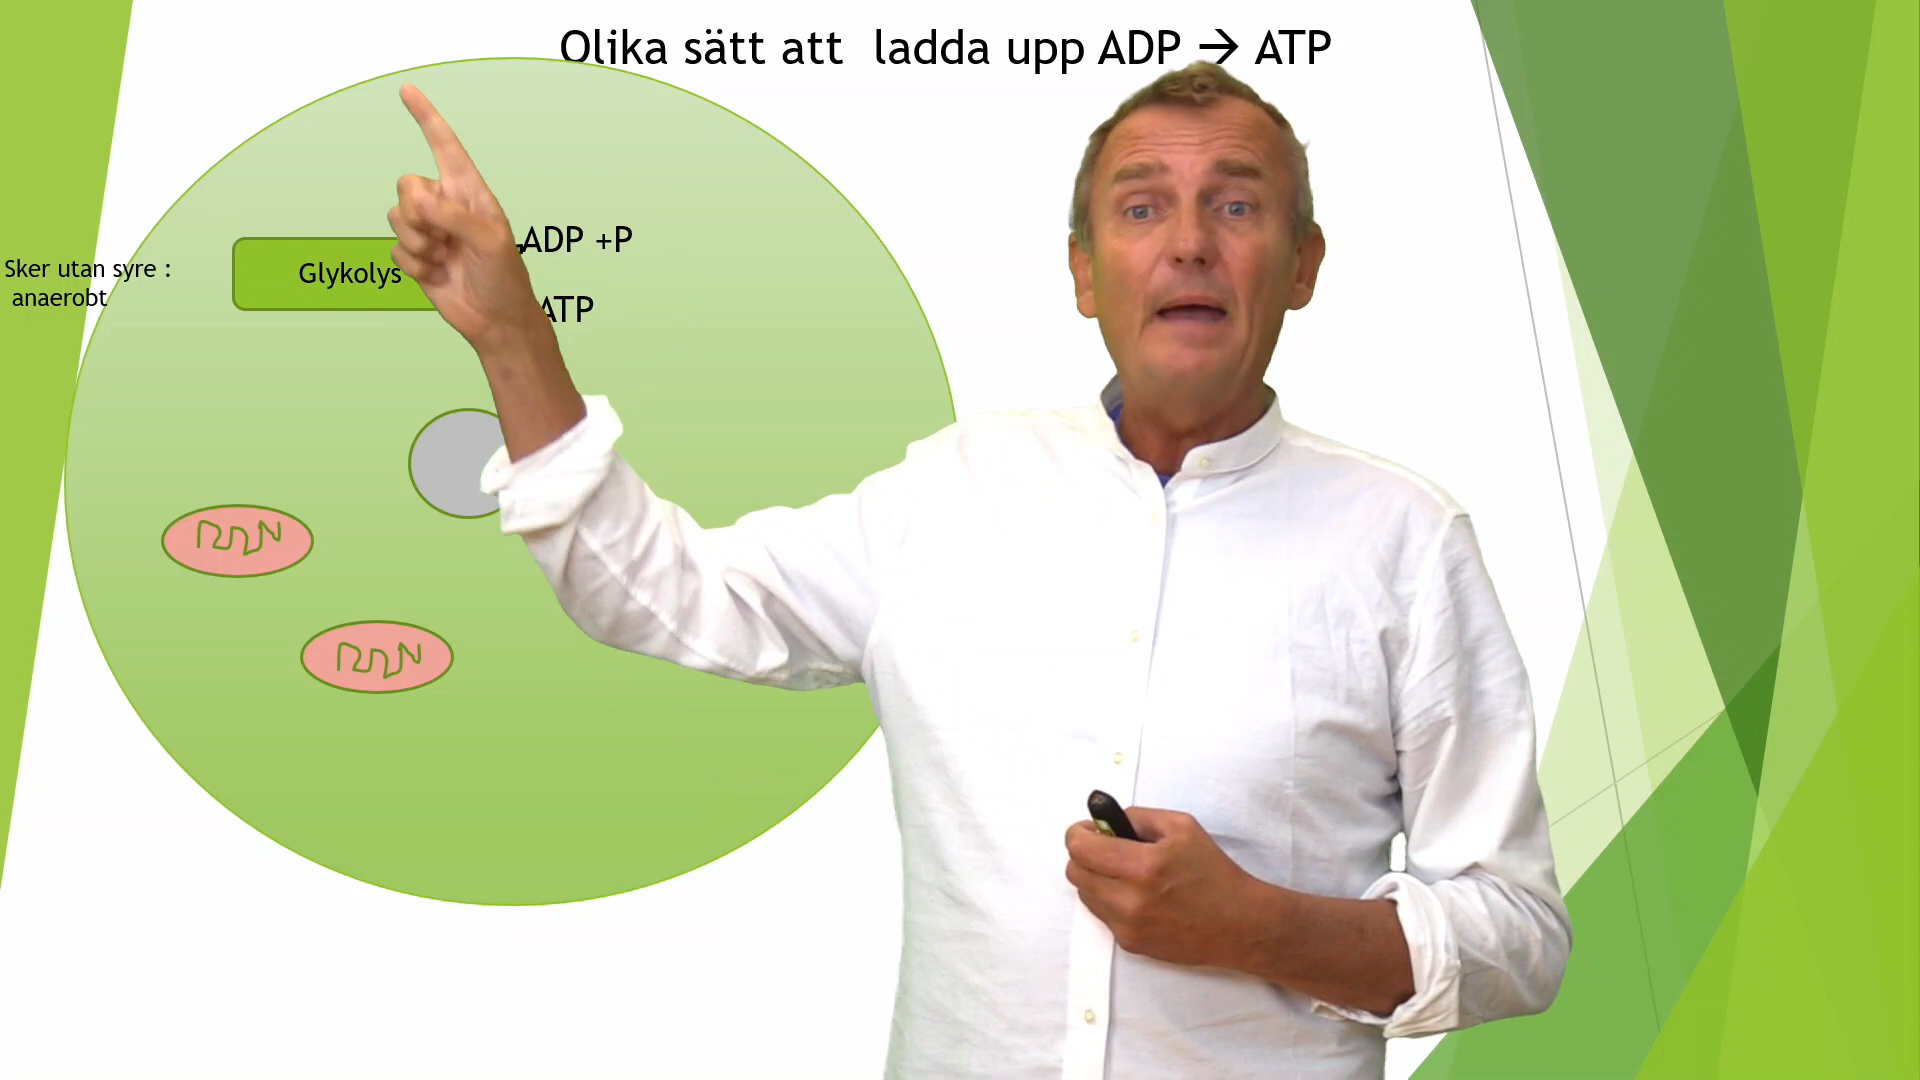 Olika sätt att ladda upp ADP → ATP
ADP +P
Sker utan syre :
anaerobt
Glykolys
ATP